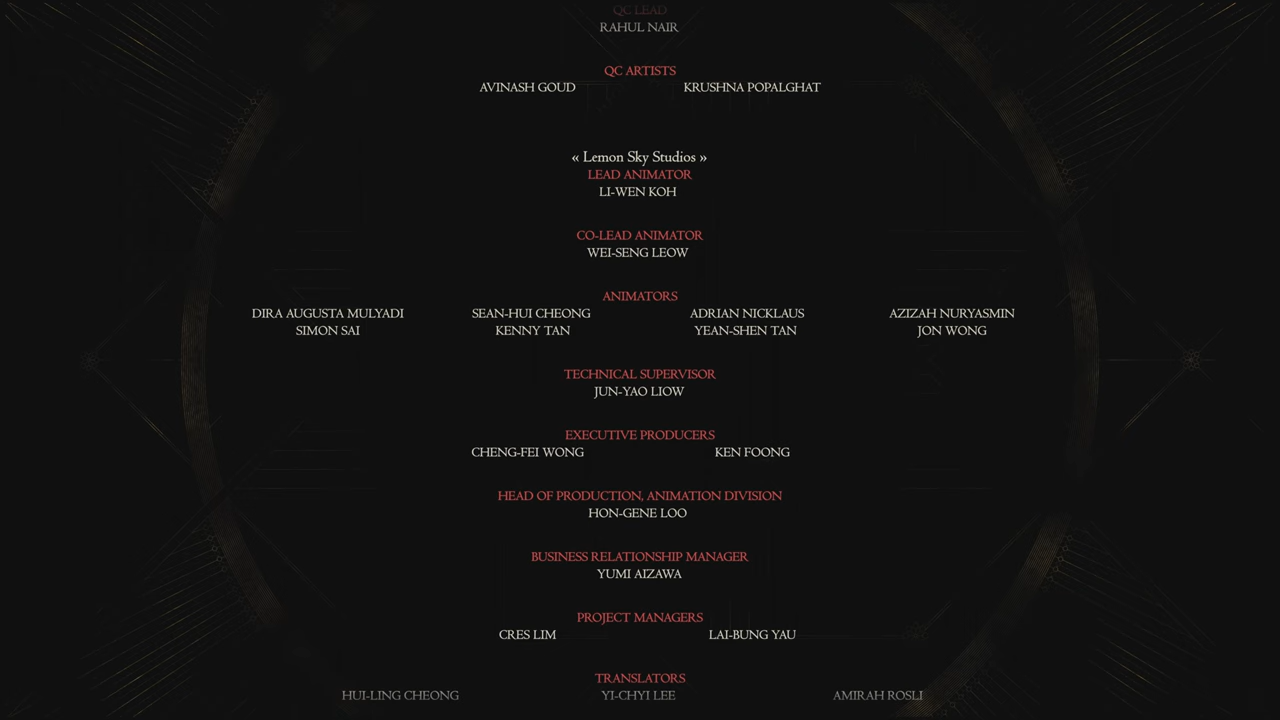 QC LEAD
RAHUL NAIR
QC ARTISTS
AVINASH GOUD KRUSHNA POPALGHAT
« Lemon Sky Studios »
LEAD ANIMATOR
LI-WEN KOH
CO-LEAD ANIMATOR
WEI-SENG LEOW
ANIMATORS
DIRA AUGUSTA MULYADI SEAN-HUI CHEONG ADRIAN NICKLAUS AZIZAH NURYASMIN
SIMON SAI KENNY TAN YEAN-SHEN TAN JON WONG
TECHNICAL SUPERVISOR
JUN-YAO LIOW
EXECUTIVE PRODUCERS
CHENG-FEI WONG KEN FOONG
HEAD OF PRODUCTION, ANIMATION DIVISION
HON-GENE LOO
BUSINESS RELATIONSHIP MANAGER
YUMI AIZAWA
PROJECT MANAGERS
CRES LIM LAI-BUNG YAU
TRANSLATORS
HUI-LING CHEONG YI-CHYI LEE AMIRAH ROSLI